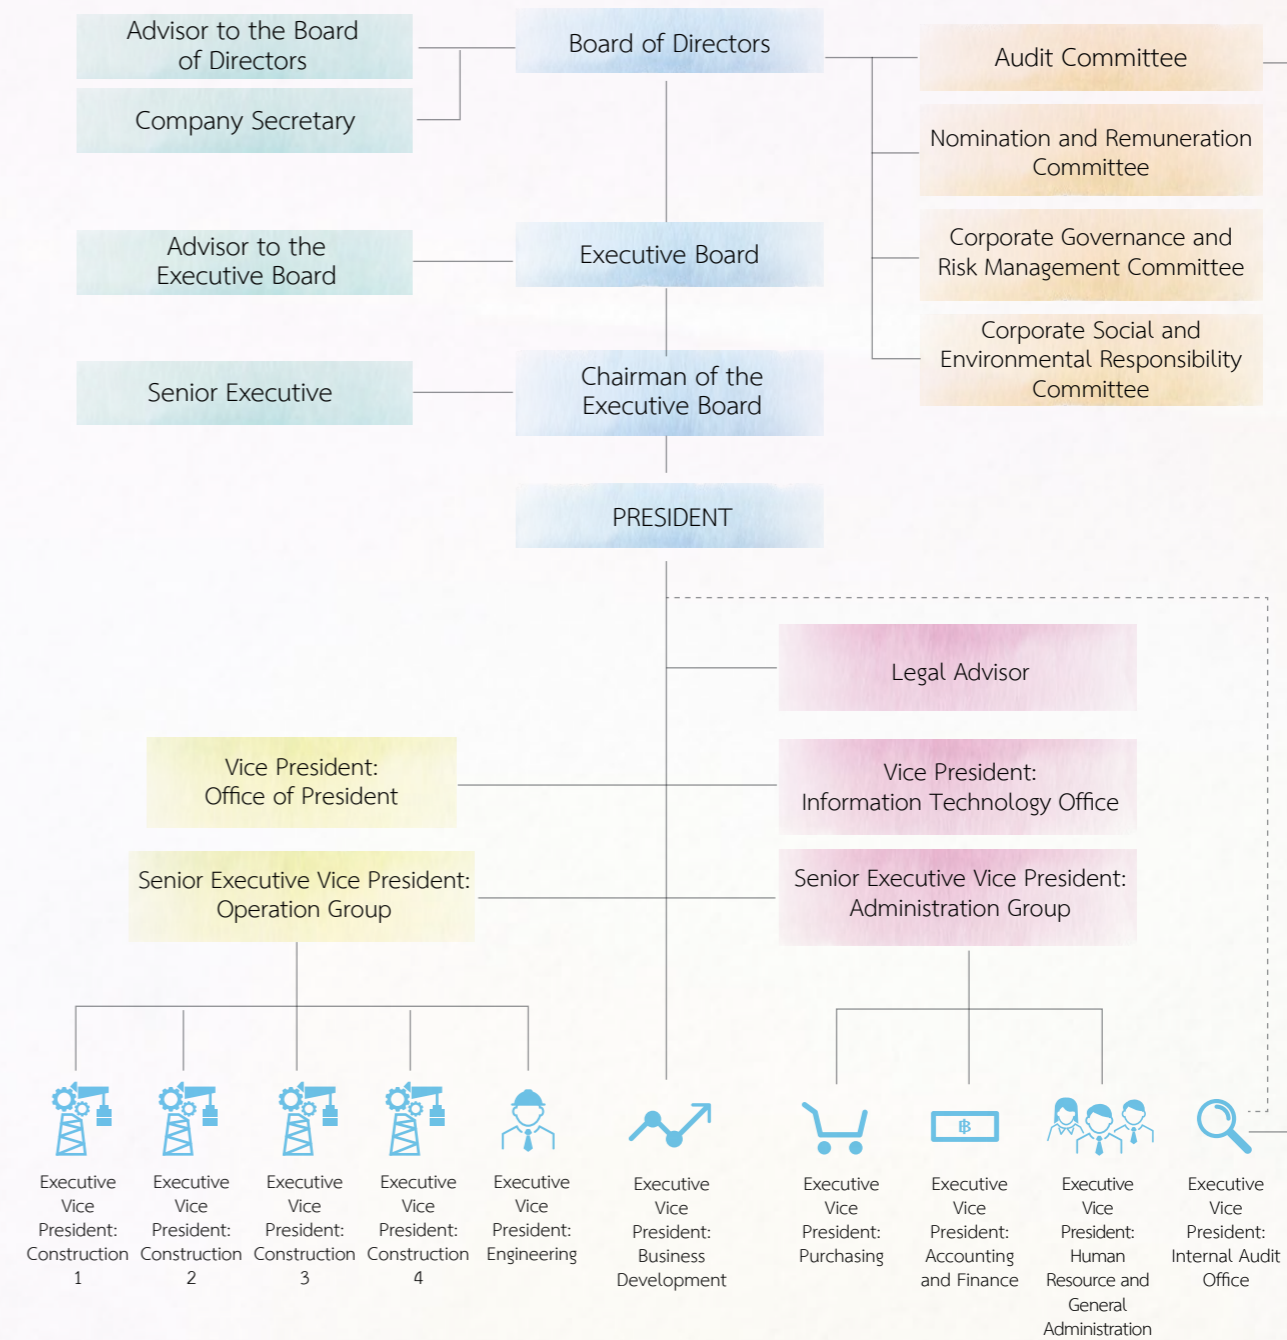 Advisor to the Board
of Directors
Board of Directors
Audit Committee
Company Secretary
Nomination and Remuneration
Committee
Advisor to the
Executive Board
Executive Board
Corporate Governance and
Risk Management Committee
Senior Executive
Chairman of the
Executive Board
Corporate Social and
Environmental Responsibility
Committee
PRESIDENT
Legal Advisor
Vice President:
Office of President
Vice President:
Information Technology Office
Senior Executive Vice President:
Operation Group
Senior Executive Vice President:
Administration Group
฿
Executive
Vice
President:
Construction
1
Executive
Vice
President:
Construction
2
Executive
Vice
President:
Construction
3
Executive
Vice
President:
Construction
4
Executive
Vice
President:
Engineering
Executive
Vice
President:
Business
Development
Executive
Vice
President:
Purchasing
Executive
Vice
President:
Accounting
and Finance
Executive
Vice
President:
Human
Resource and
General
Administration
Executive
Vice
President:
Internal Audit
Office